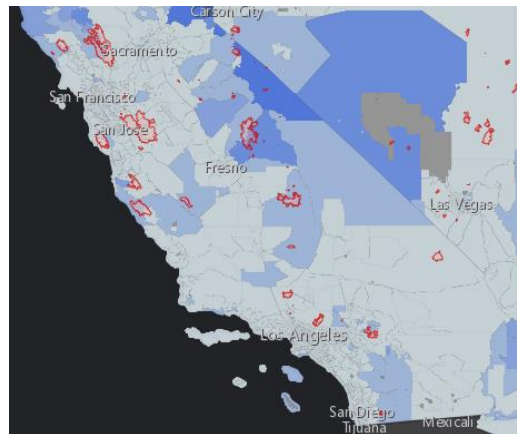 Carson City
Sacramento
San Francisco
San Jose
Fresno
Las Vegas
Los Angeles
San Diego
Tijuana
Mexicali